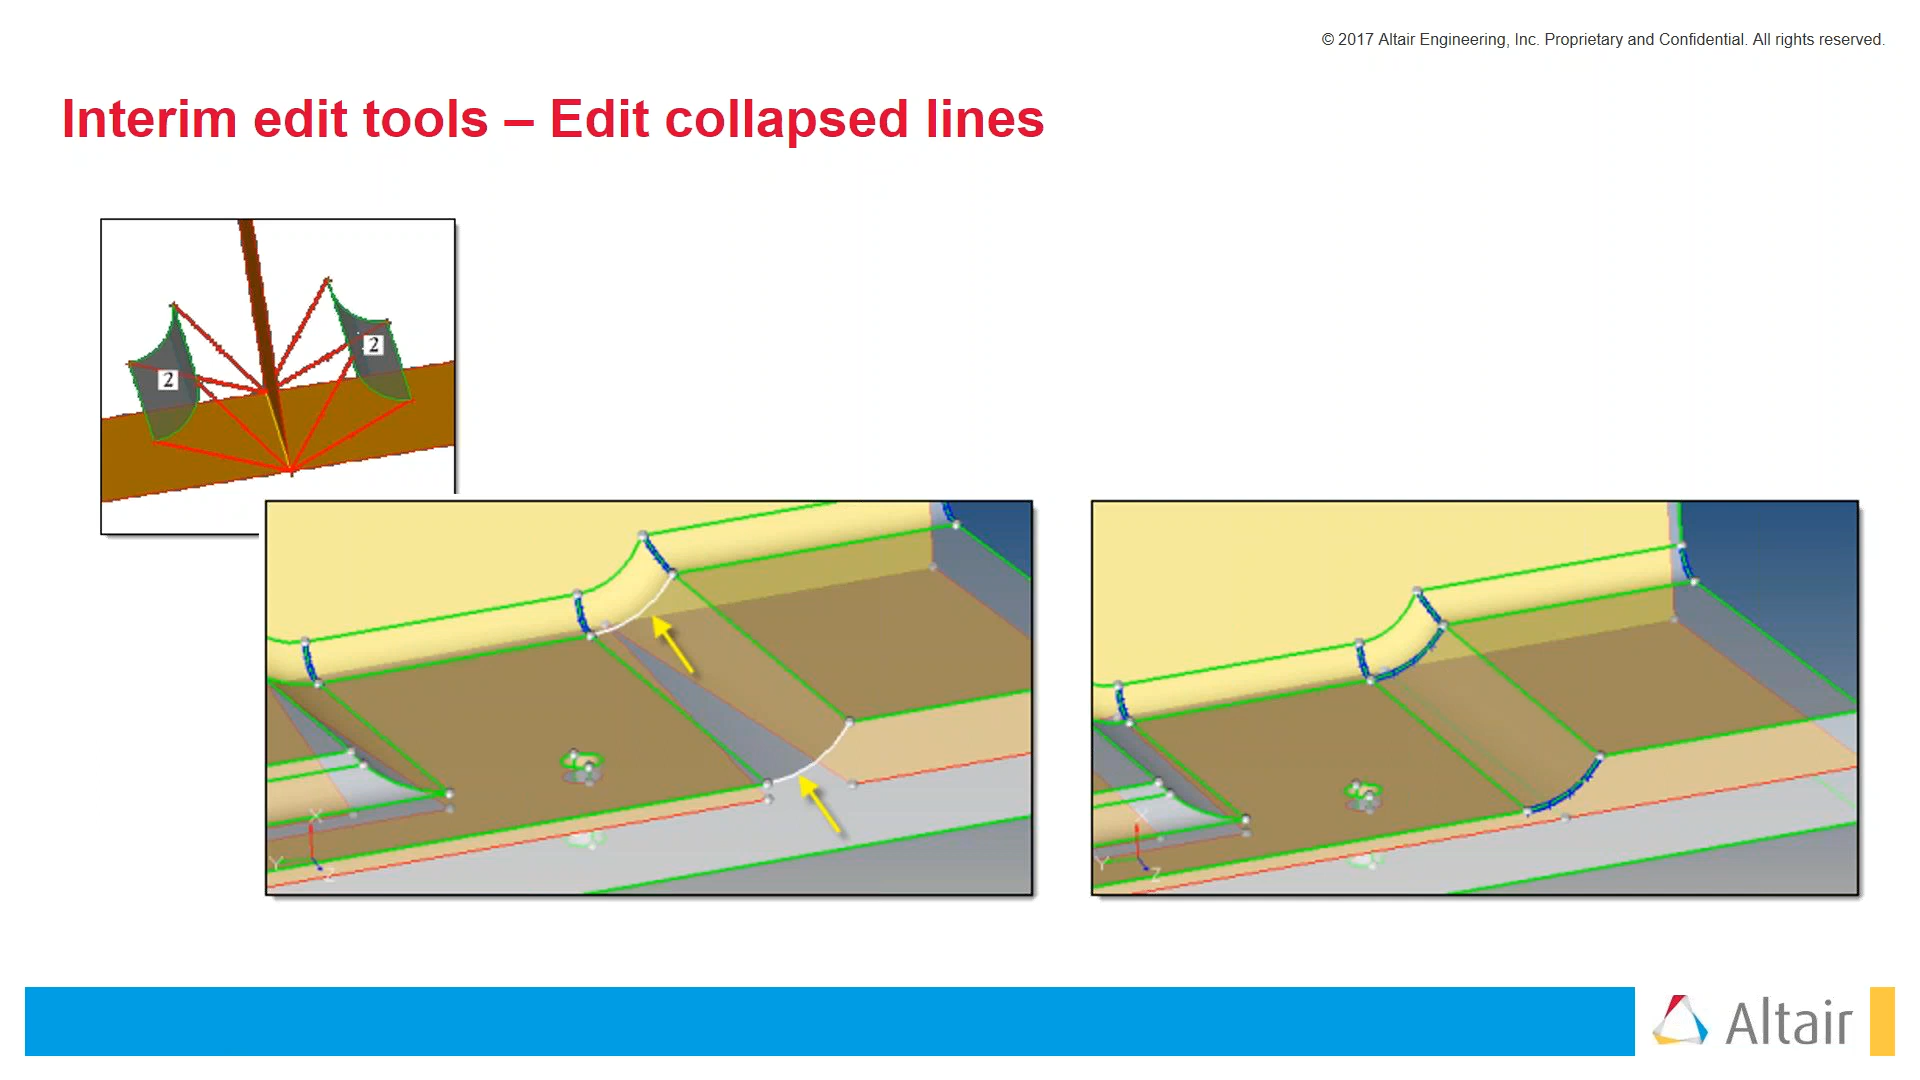 © 2017 Altair Engineering, Inc. Proprietary and Confidential. All rights reserved.
Interim edit tools – Edit collapsed lines
2
2
X
Y
Z
X
Y
Z
Altair